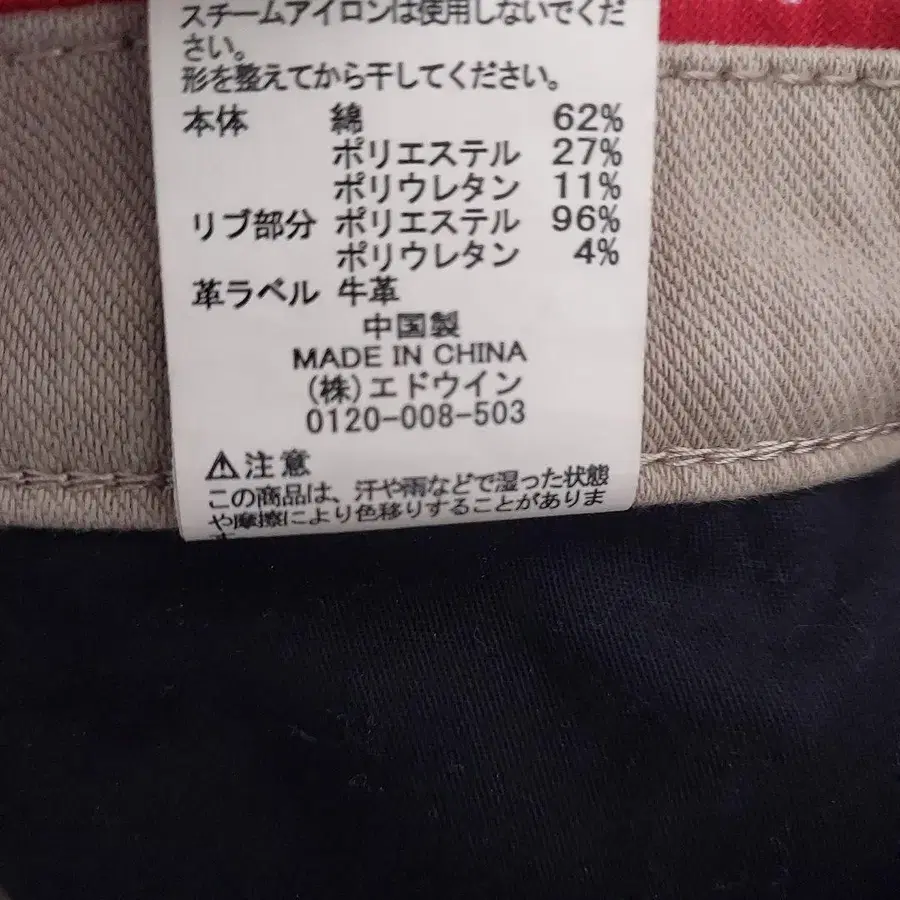 スチームアイロンは使用しないでくだ
さい。
形を整えてから干してください。
本体 綿 62%
ポリエステル 27%
ポリウレタン 11%
リブ部分 ポリエステル 96%
ポリウレタン 4%
革ラベル 牛革
中国製
MADE IN CHINA
(株)エドウイン
0120-008-503
⚠注意
この商品は、汗や雨などで湿った状態
や摩擦により色移りすることがありま
す